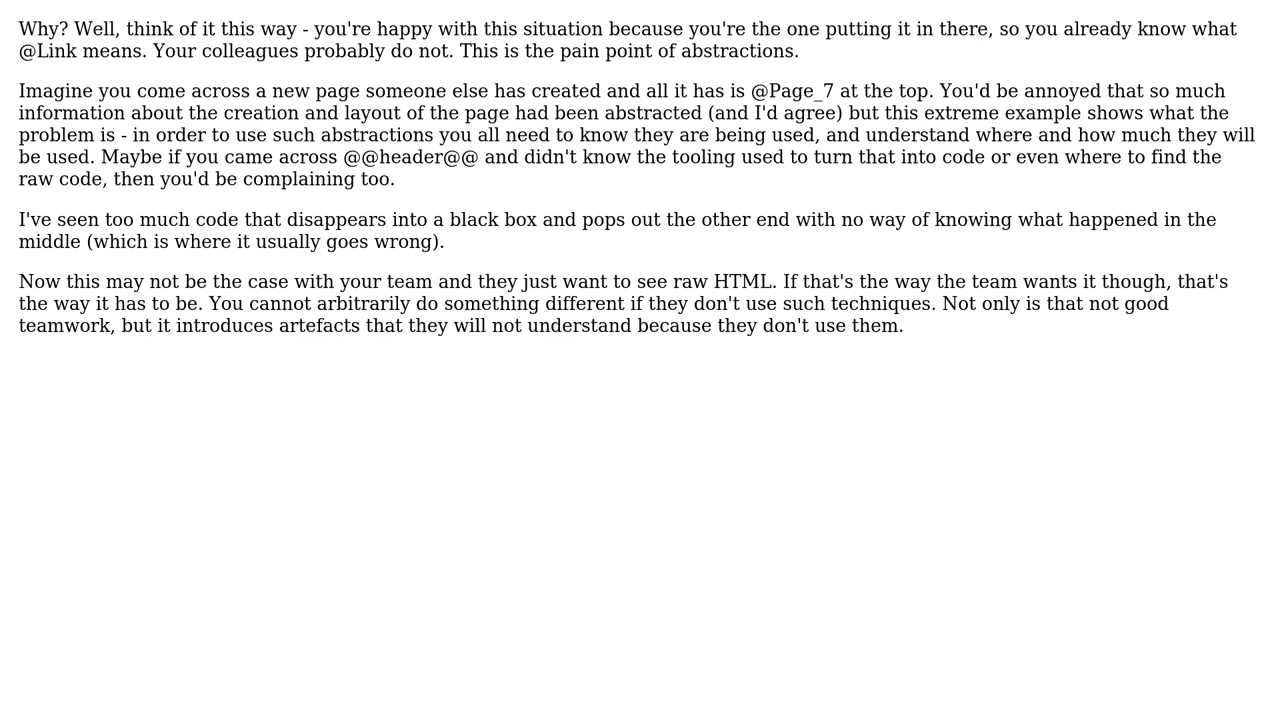 Why? Well, think of it this way - you're happy with this situation because you're the one putting it in there, so you already know what
@Link means. Your colleagues probably do not. This is the pain point of abstractions.
Imagine you come across a new page someone else has created and all it has is @Page_7 at the top. You'd be annoyed that so much
information about the creation and layout of the page had been abstracted (and I'd agree) but this extreme example shows what the
problem is - in order to use such abstractions you all need to know they are being used, and understand where and how much they will
be used. Maybe if you came across @@header@@ and didn't know the tooling used to turn that into code or even where to find the
raw code, then you'd be complaining too.
I've seen too much code that disappears into a black box and pops out the other end with no way of knowing what happened in the
middle (which is where it usually goes wrong).
Now this may not be the case with your team and they just want to see raw HTML. If that's the way the team wants it though, that's
the way it has to be. You cannot arbitrarily do something different if they don't use such techniques. Not only is that not good
teamwork, but it introduces artefacts that they will not understand because they don't use them.